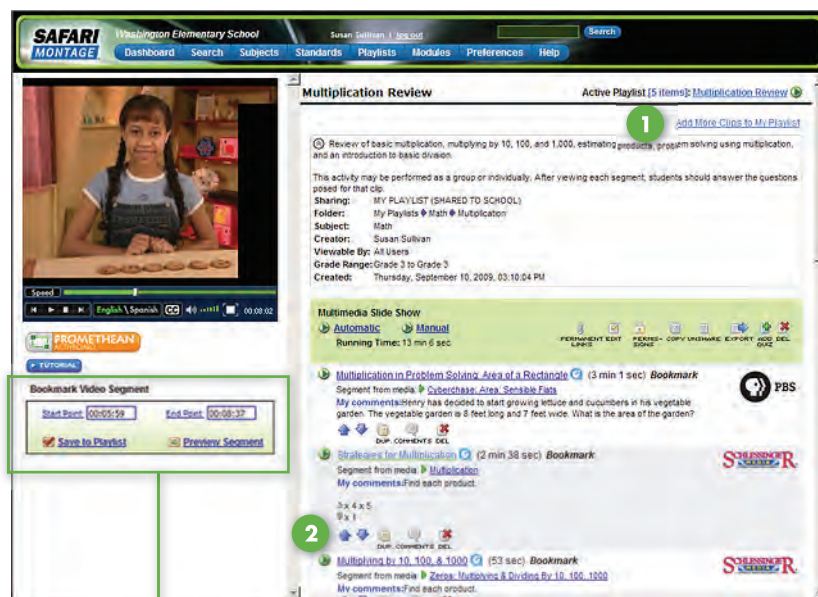 SAFARI MONTAGE
Washington Elementary School
Susan Sullivan | log out
Search
Dashboard Search Subjects Standards Playlists Modules Preferences Help
Multiplication Review
Active Playlist [5 items]: Multiplication Review
1
Add More Clips to My Playlist
Review of basic multiplication, multiplying by 10, 100, and 1,000, estimating products, problem solving using multiplication,
and an introduction to basic division.
This activity may be performed as a group or individually. After viewing each segment, students should answer the questions
posed for that clip.
Sharing: MY PLAYLIST (SHARED TO SCHOOL)
Folder: My Playlists Math Multiplication
Subject: Math
Creator: Susan Sullivan
Viewable By: All Users
Grade Range: Grade 3 to Grade 3
Created: Thursday, September 10, 2009, 03:10:04 PM
Speed
English \ Spanish CC 00:08:02
PROMETHEAN
ACTIVBOARD
TUTORIAL
Bookmark Video Segment
Start Point: 00:05:59 End Point: 00:08:37
Save to Playlist Preview Segment
Multimedia Slide Show
Automatic Manual
Running Time: 13 min 6 sec
PERMANENT LINKS EDIT PERMIS-SIONS COPY UNSHARE EXPORT ADD QUIZ DEL
Multiplication in Problem Solving: Area of a Rectangle (3 min 1 sec) Bookmark
PBS
Segment from media: Cyberchase: Area: Sensible Flats
My comments:Henry has decided to start growing lettuce and cucumbers in his vegetable
garden. The vegetable garden is 8 feet long and 7 feet wide. What is the area of the garden?
DUP. COMMENTS DEL
Strategies for Multiplication (2 min 38 sec) Bookmark
SCHLESSINGER MEDIA
Segment from media: Multiplication
My comments:Find each product.
3 x 4 x 5
9 x 1
2
DUP. COMMENTS DEL
Multiplying by 10, 100, & 1000 (53 sec) Bookmark
SCHLESSINGER MEDIA
Segment from media: Zeros: Multiplying & Dividing By 10, 100, 1000
My comments:Find each product.